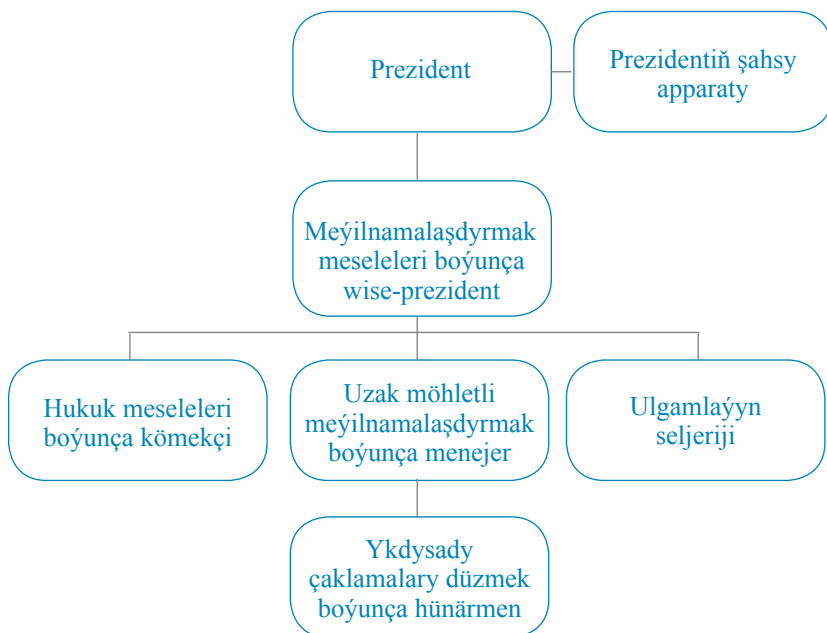 Prezident
Prezidentiň şahsy
apparaty
Meýilnamalaşdyrmak
meseleleri boýunça
wise-prezident
Hukuk meseleleri
boýunça kömekçi
Uzak möhletli
meýilnamalaşdyrmak
boýunça menejer
Ulgamlaýyn
seljeriji
Ykdysady
çaklamalary düzmek
boýunça hünärmen